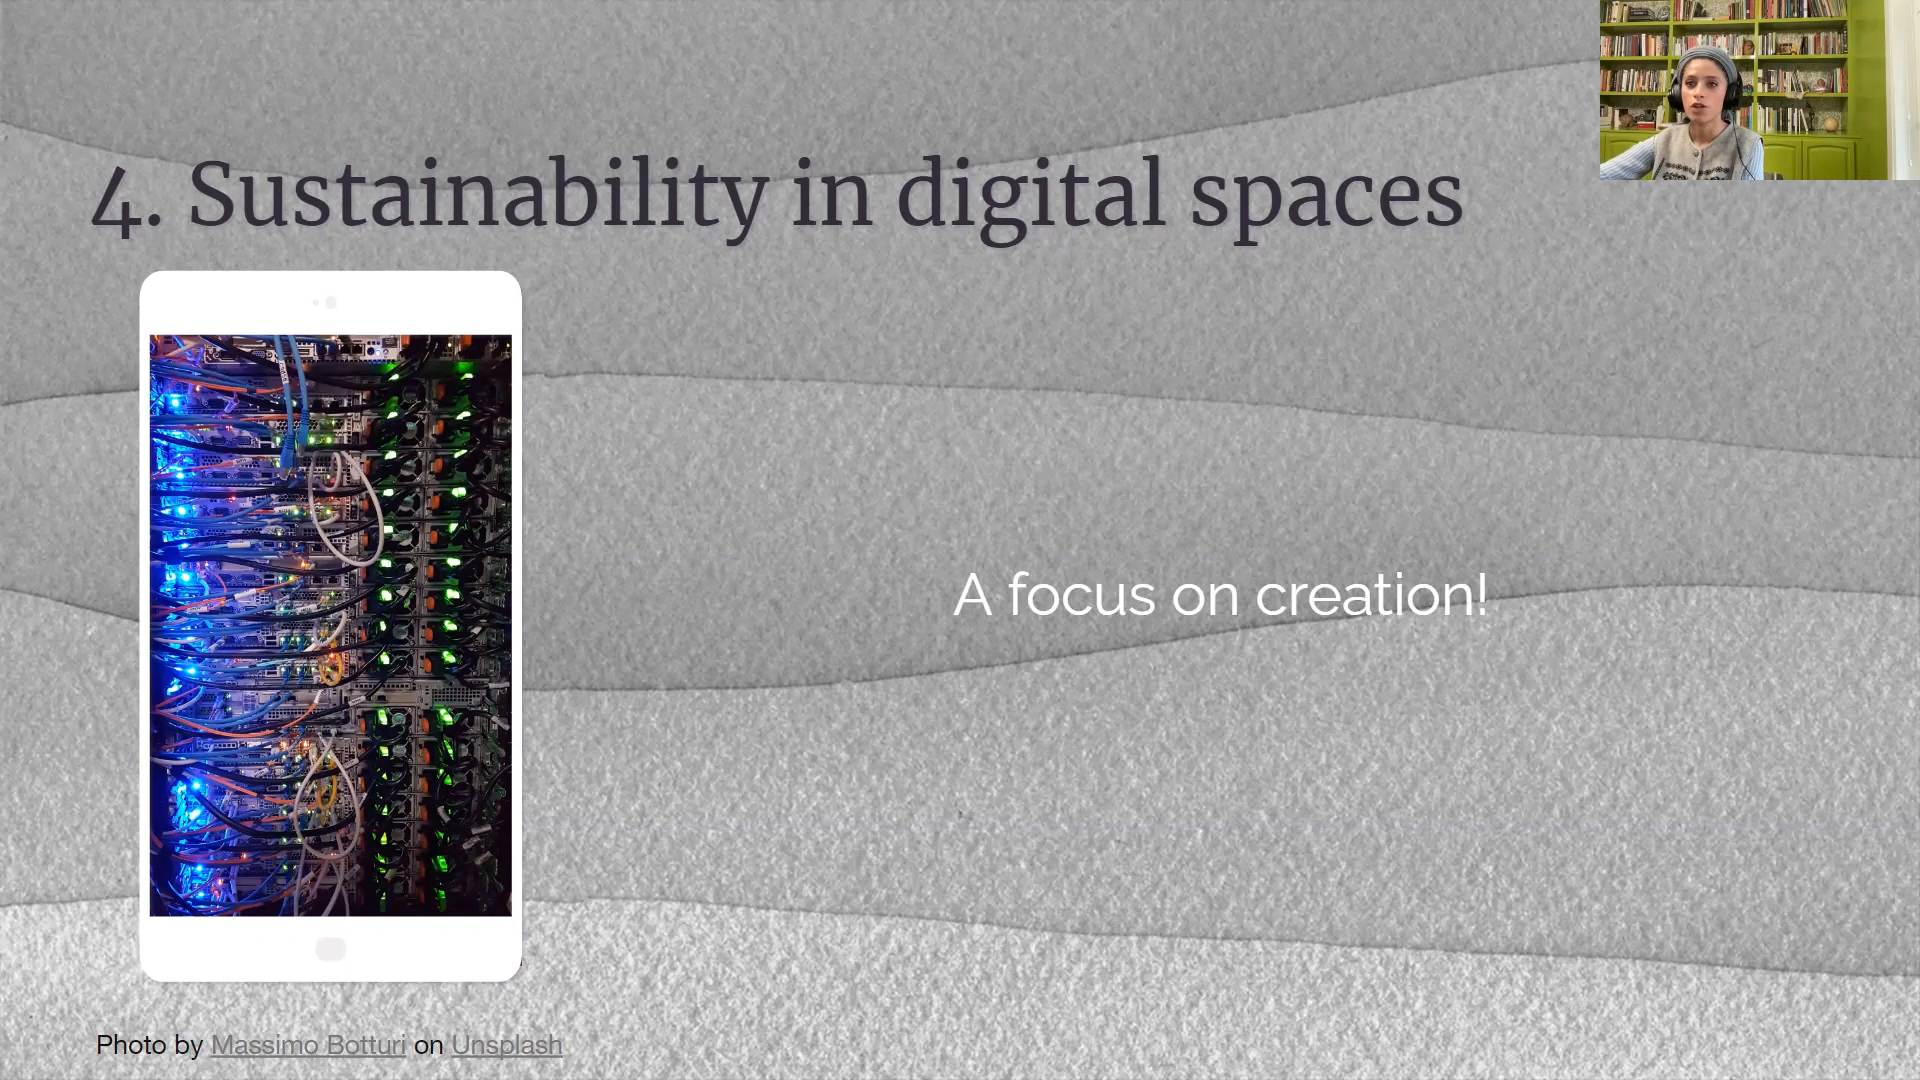 4. Sustainability in digital spaces
A focus on creation!
Photo by Massimo Botturi on Unsplash